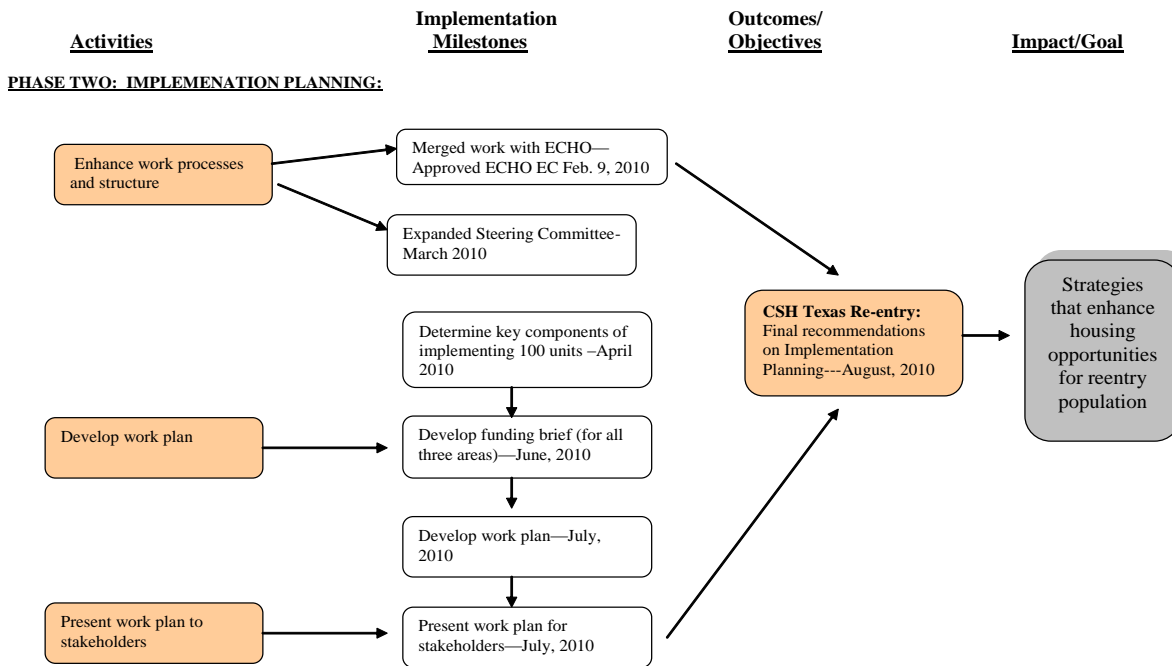 Activities
Implementation
Milestones
Outcomes/
Objectives
Impact/Goal
PHASE TWO:  IMPLEMENATION PLANNING:
Enhance work processes
and structure
Merged work with ECHO—
Approved ECHO EC Feb. 9, 2010
Expanded Steering Committee-
March 2010
Determine key components of
implementing 100 units –April
2010
Develop work plan
Develop funding brief (for all
three areas)—June, 2010
Develop work plan—July,
2010
Present work plan to
stakeholders
Present work plan for
stakeholders—July, 2010
CSH Texas Re-entry:
Final recommendations
on Implementation
Planning---August, 2010
Strategies
that enhance
housing
opportunities
for reentry
population